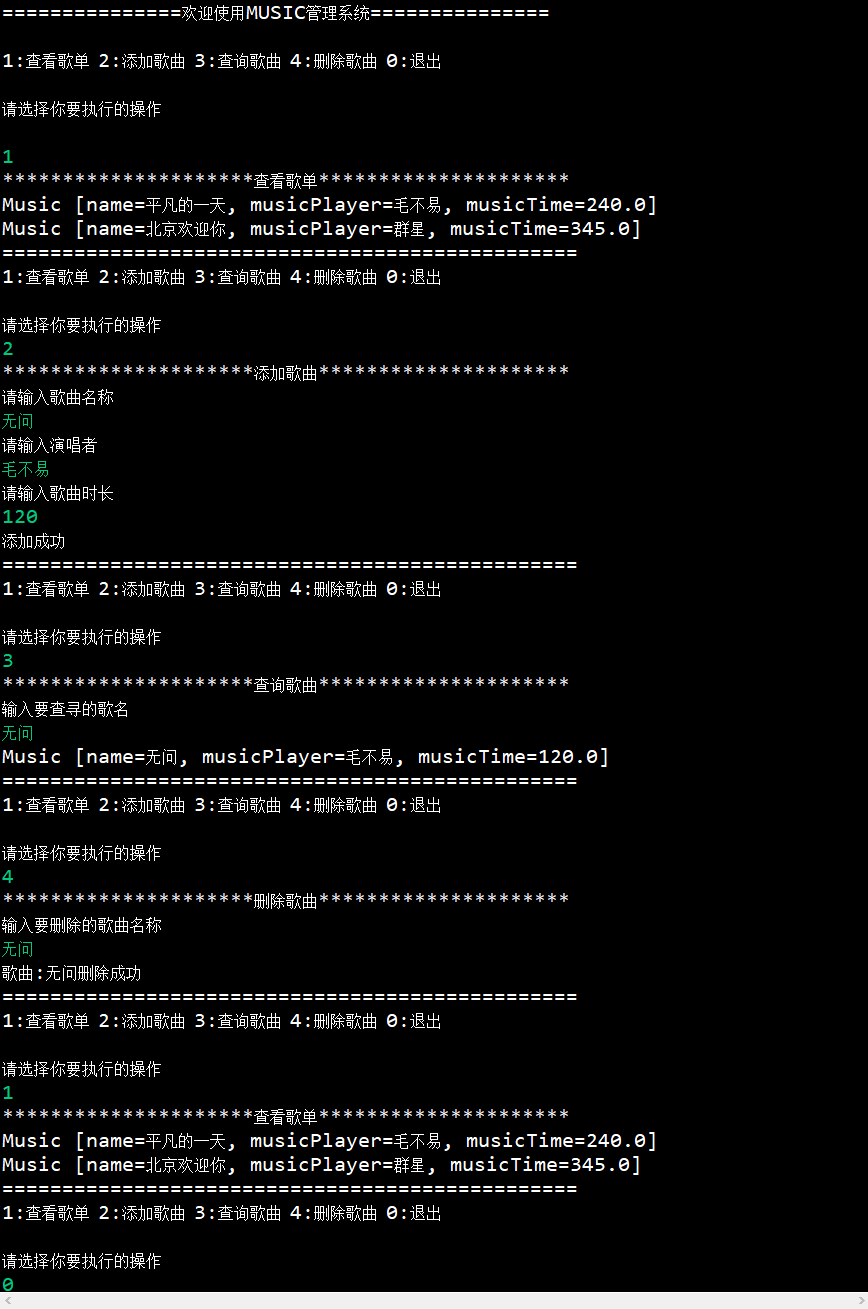 ===============欢迎使用MUSIC管理系统===============
1:查看歌单 2:添加歌曲 3:查询歌曲 4:删除歌曲 0:退出
请选择你要执行的操作
1
*********************查看歌单*********************
Music [name=平凡的一天, musicPlayer=毛不易, musicTime=240.0]
Music [name=北京欢迎你, musicPlayer=群星, musicTime=345.0]
================================================
1:查看歌单 2:添加歌曲 3:查询歌曲 4:删除歌曲 0:退出
请选择你要执行的操作
2
*********************添加歌曲*********************
请输入歌曲名称
无问
请输入演唱者
毛不易
请输入歌曲时长
120
添加成功
================================================
1:查看歌单 2:添加歌曲 3:查询歌曲 4:删除歌曲 0:退出
请选择你要执行的操作
3
*********************查询歌曲*********************
输入要查寻的歌名
无问
Music [name=无问, musicPlayer=毛不易, musicTime=120.0]
================================================
1:查看歌单 2:添加歌曲 3:查询歌曲 4:删除歌曲 0:退出
请选择你要执行的操作
4
*********************删除歌曲*********************
输入要删除的歌曲名称
无问
歌曲:无问删除成功
================================================
1:查看歌单 2:添加歌曲 3:查询歌曲 4:删除歌曲 0:退出
请选择你要执行的操作
1
*********************查看歌单*********************
Music [name=平凡的一天, musicPlayer=毛不易, musicTime=240.0]
Music [name=北京欢迎你, musicPlayer=群星, musicTime=345.0]
================================================
1:查看歌单 2:添加歌曲 3:查询歌曲 4:删除歌曲 0:退出
请选择你要执行的操作
0